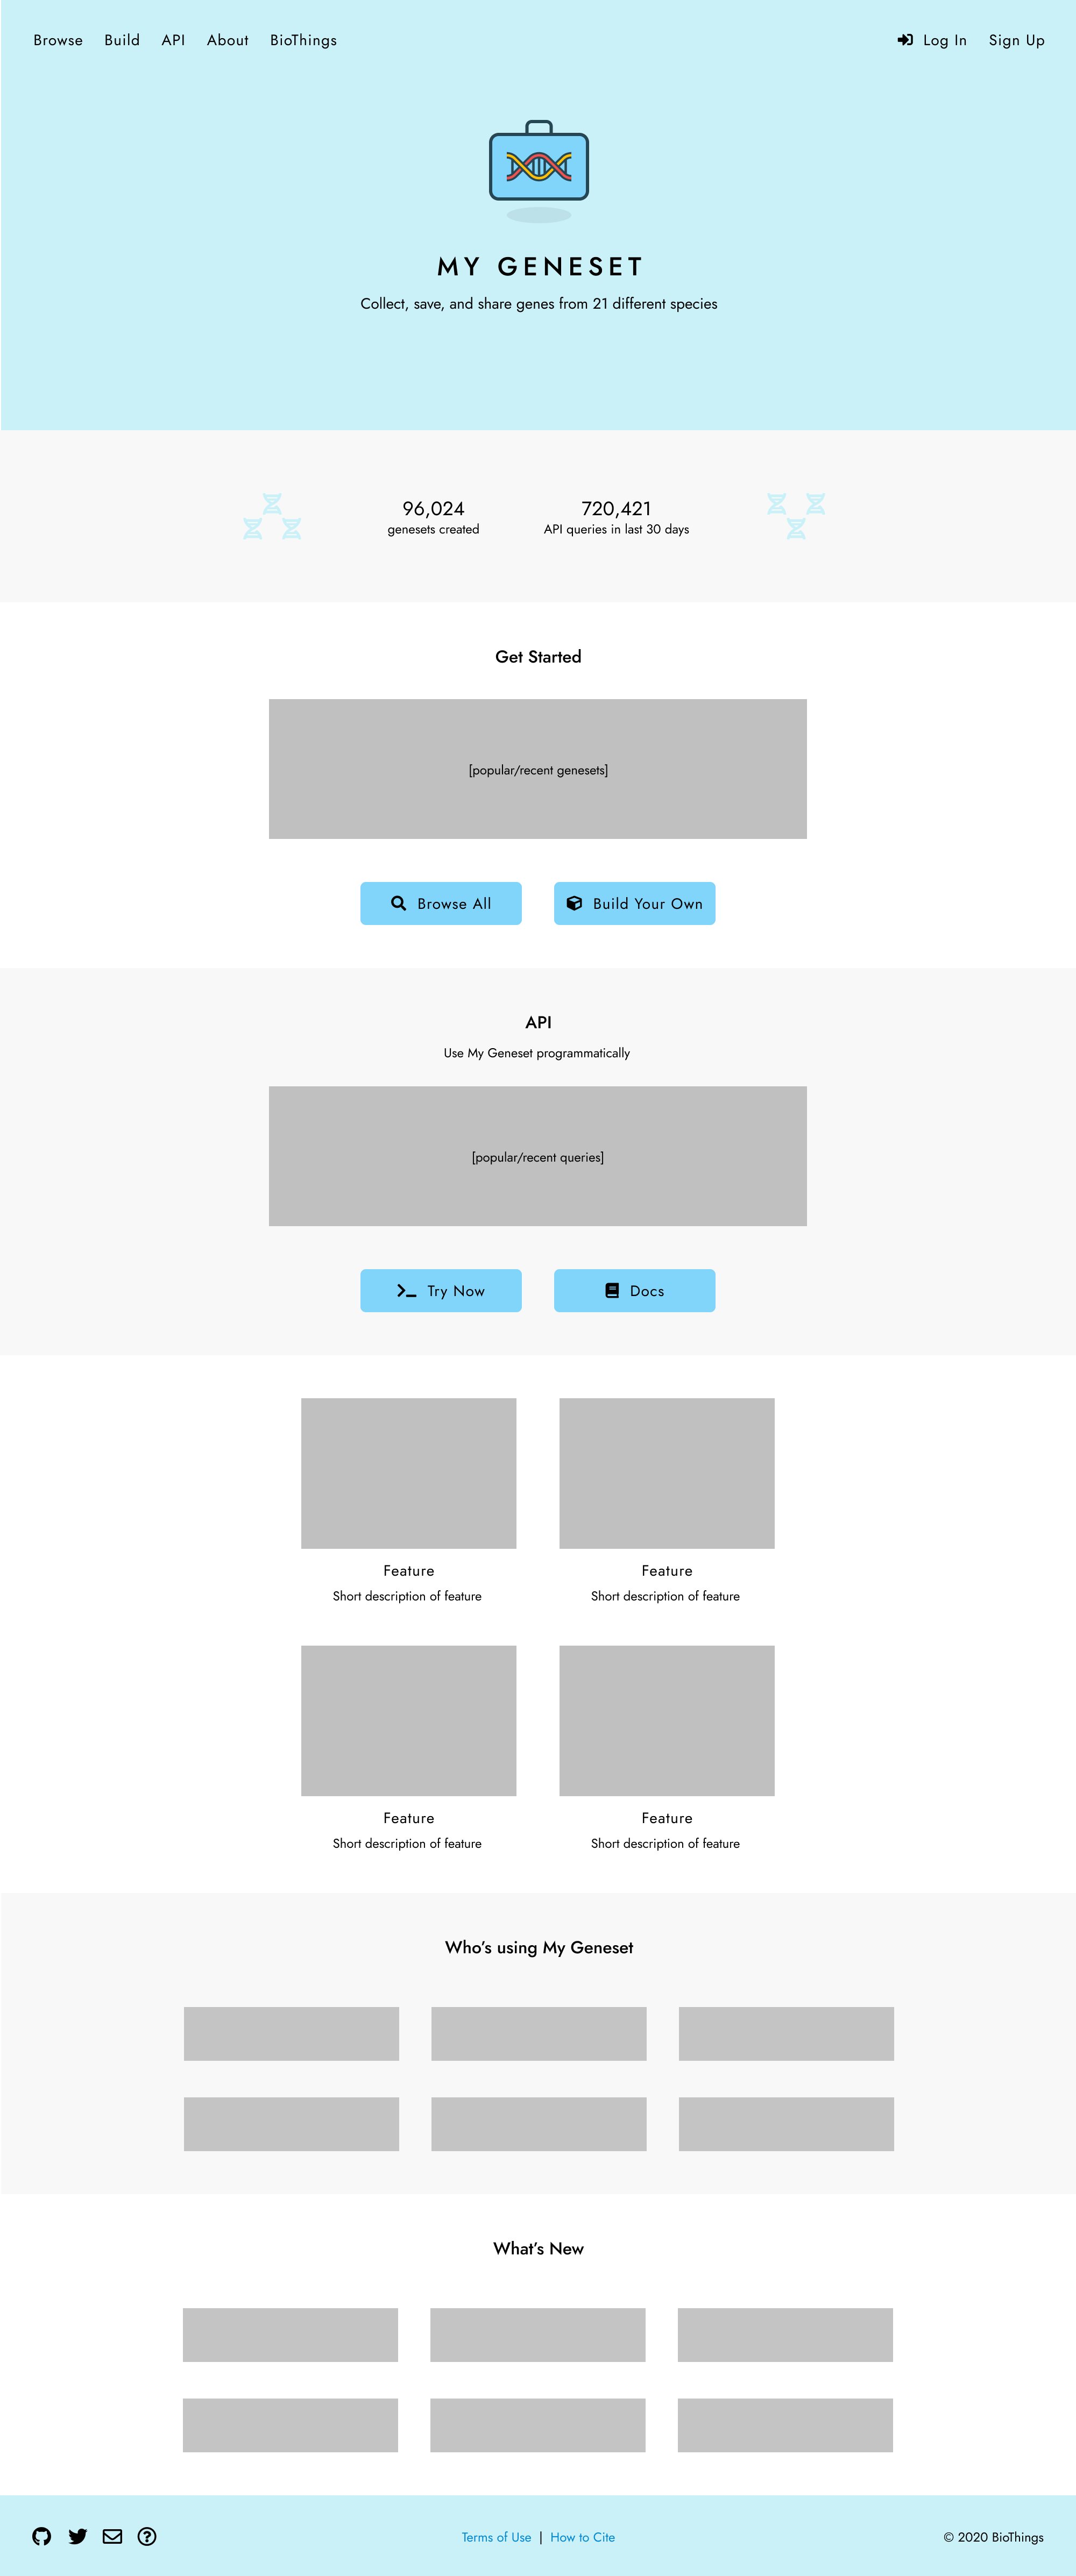 Browse Build API About BioThings Log In Sign Up
MY GENESET
Collect, save, and share genes from 21 different species
96,024 720,421
genesets created API queries in last 30 days
Get Started
[popular/recent genesets]
Browse All Build Your Own
API
Use My Geneset programmatically
[popular/recent queries]
Try Now Docs
Feature Feature
Short description of feature Short description of feature
Feature Feature
Short description of feature Short description of feature
Who’s using My Geneset
What’s New
Terms of Use | How to Cite © 2020 BioThings